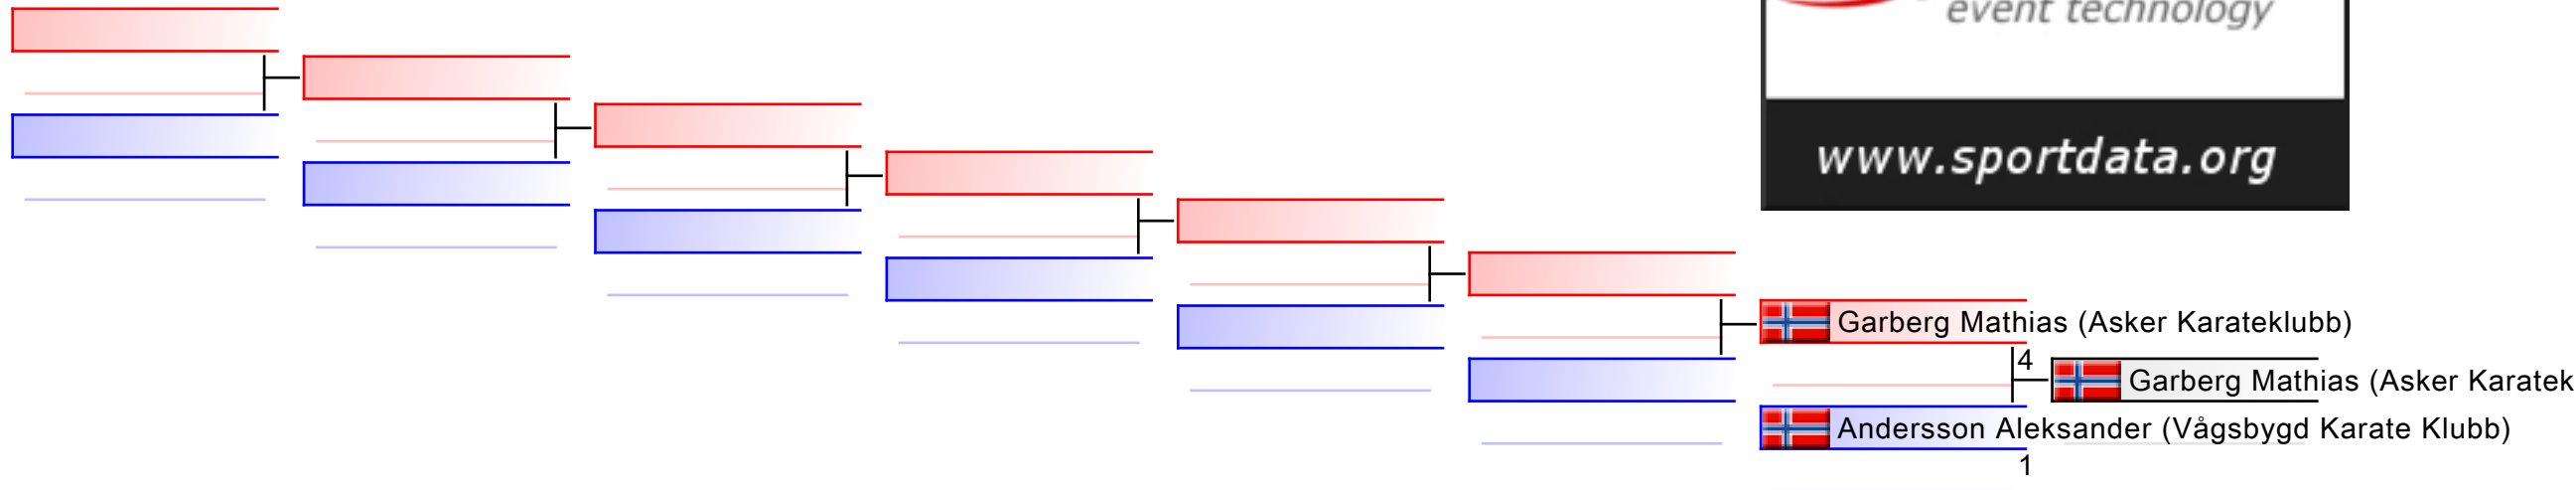 event technology
www.sportdata.org
Garberg Mathias (Asker Karateklubb)
4
Garberg Mathias (Asker Karatek
Andersson Aleksander (Vågsbygd Karate Klubb)
1